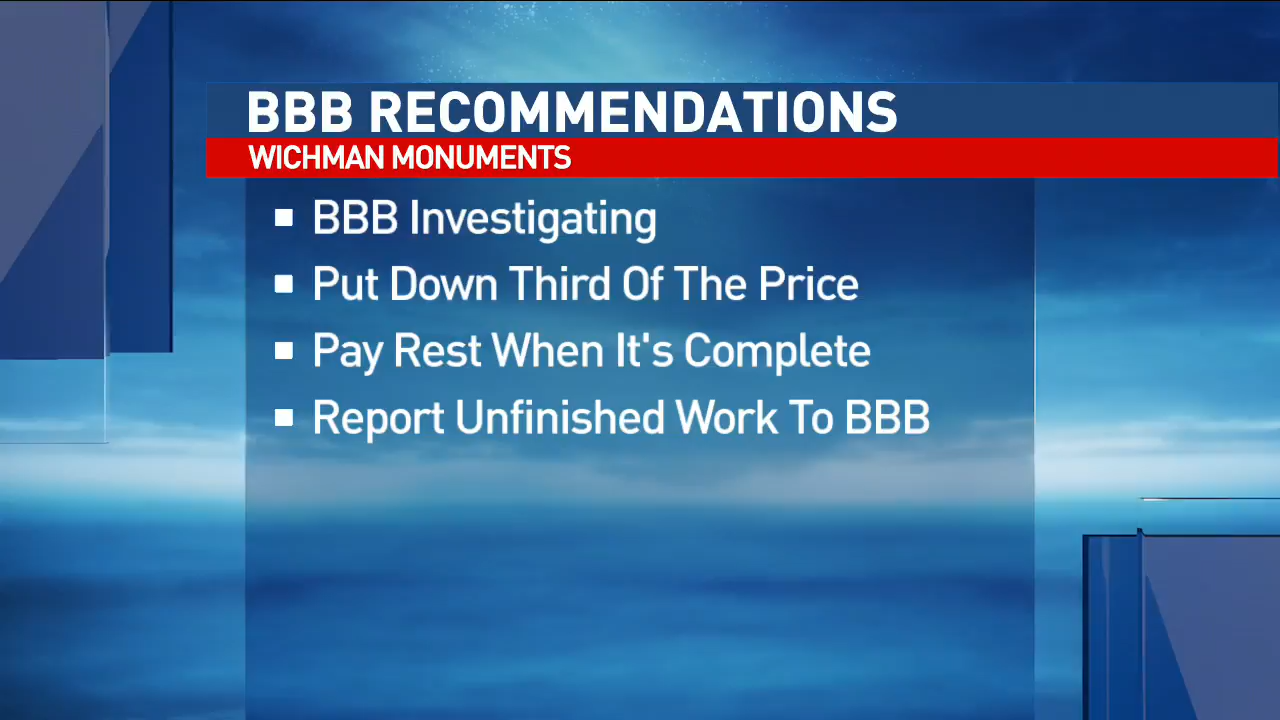 BBB RECOMMENDATIONS
WICHMAN MONUMENTS
BBB Investigating
Put Down Third Of The Price
Pay Rest When It's Complete
Report Unfinished Work To BBB